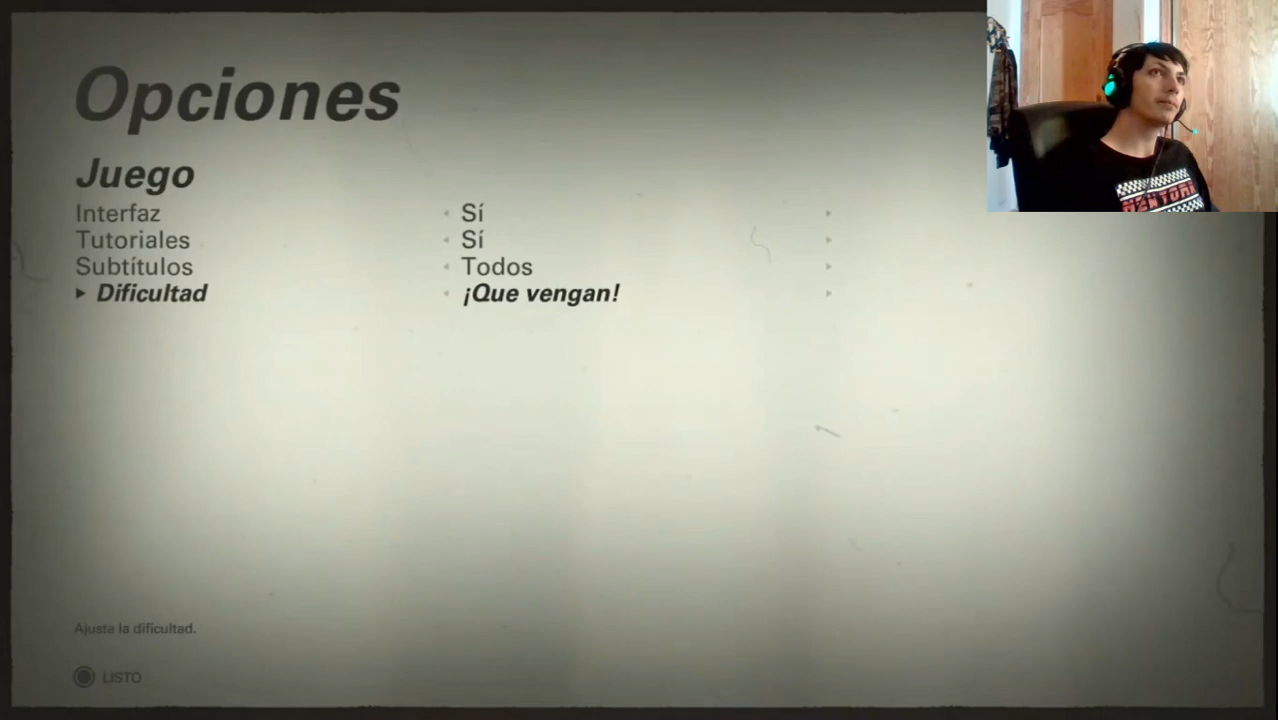 Opciones
Juego
Interfaz Sí
Tutoriales Sí
Subtítulos Todos
Dificultad ¡Que vengan!
Ajusta la dificultad.
LISTO